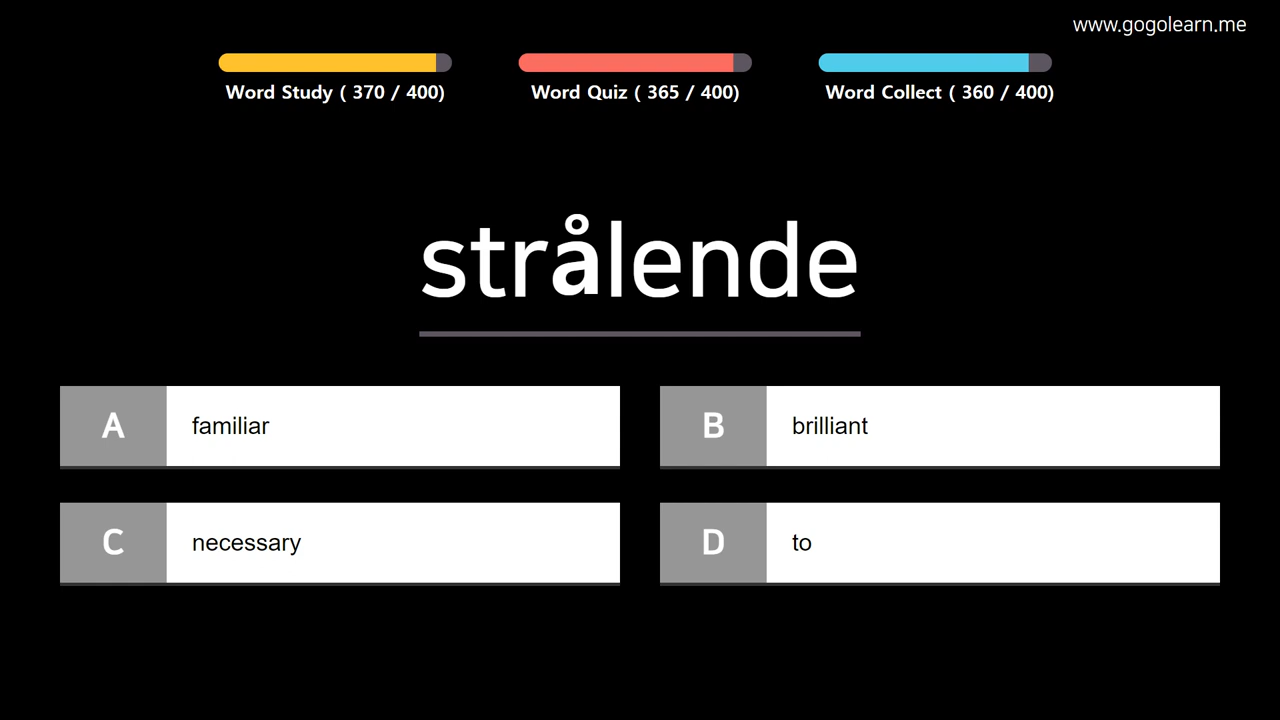 www.gogolearn.me
Word Study ( 370 / 400)
Word Quiz ( 365 / 400)
Word Collect ( 360 / 400)
strålende
A familiar
B brilliant
C necessary
D to